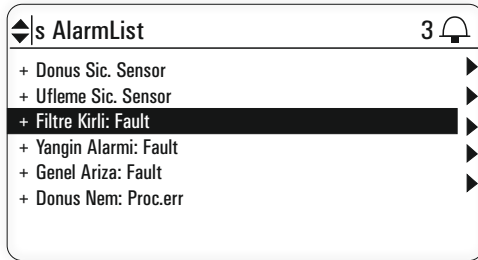 s AlarmList 3
+ Donus Sic. Sensor
+ Ufleme Sic. Sensor
+ Filtre Kirli: Fault
+ Yangin Alarmi: Fault
+ Genel Ariza: Fault
+ Donus Nem: Proc.err